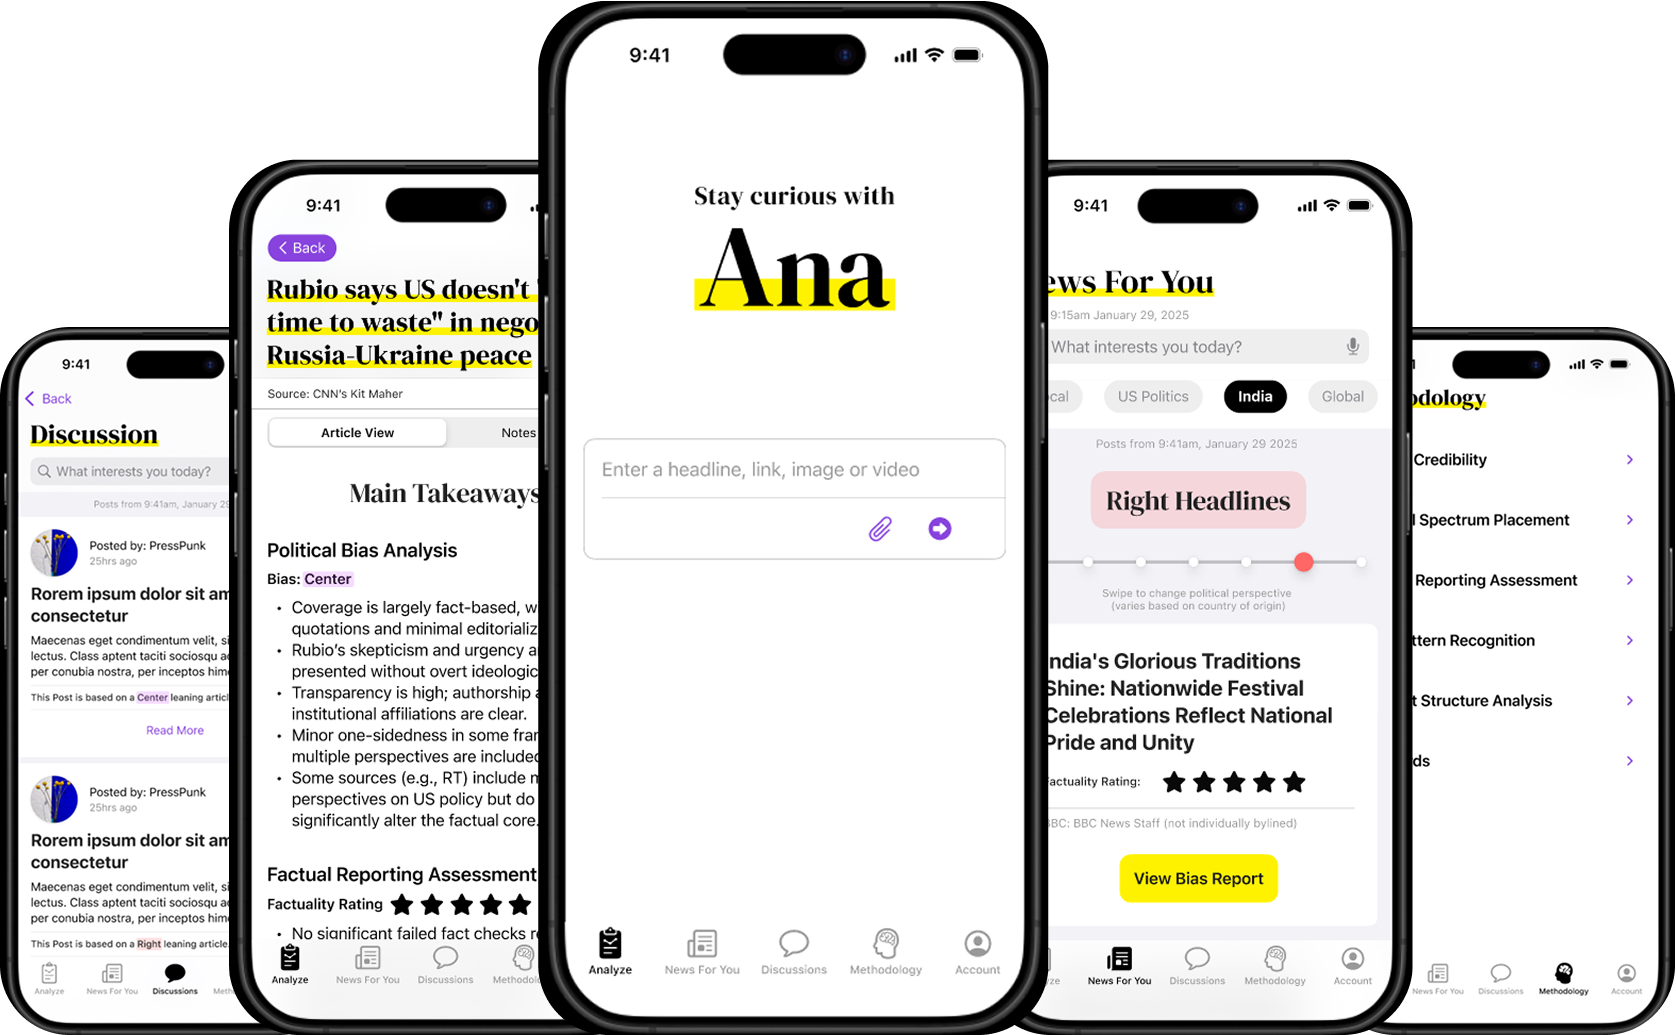 9:41
Back
Discussion
What interests you today?
Posts from 9:41am, January 29
Posted by: PressPunk
25hrs ago
Rorem ipsum dolor sit am
consectetur
Maecenas eget condimentum velit, si
lectus. Class aptent taciti sociosqu a
per conubia nostra, per inceptos hime
This Post is based on a Center leaning article
Read More
Posted by: PressPunk
25hrs ago
Rorem ipsum dolor sit am
consectetur
Maecenas eget condimentum velit, si
lectus. Class aptent taciti sociosqu ac
per conubia nostra, per inceptos hime
This Post is based on a Right leaning article.
Analyze
News For You
Discussions
Meth
9:41
Back
Rubio says US doesn't "
time to waste" in nego
Russia-Ukraine peace
Source: CNN's Kit Maher
Article View
Notes
Main Takeaways
Political Bias Analysis
Bias: Center
• Coverage is largely fact-based, w
quotations and minimal editorializ
• Rubio's skepticism and urgency a
presented without overt ideologic
• Transparency is high; authorship a
institutional affiliations are clear.
• Minor one-sidedness in some fran
multiple perspectives are included
• Some sources (e.g., RT) include m
perspectives on US policy but do
significantly alter the factual core.
Factual Reporting Assessment
Factuality Rating
• No significant failed fact checks re
Analyze
News For You
Discussions
Methodolo
9:41
Stay curious with
Ana
Enter a headline, link, image or video
Analyze
News For You
Discussions
Methodology
Account
9:41
ews For You
9:15am January 29, 2025
What interests you today?
cal
US Politics
India
Global
Posts from 9:41am, January 29 2025
Right Headlines
Swipe to change political perspective
(varies based on country of origin)
ndia's Glorious Traditions
Shine: Nationwide Festival
Celebrations Reflect National
Pride and Unity
Factuality Rating:
BBC: BBC News Staff (not individually bylined)
View Bias Report
ze
News For You
Discussions
Methodology
Account
odology
Credibility
l Spectrum Placement
Reporting Assessment
ttern Recognition
t Structure Analysis
ds
News For You
Discussions
Methodology
Account